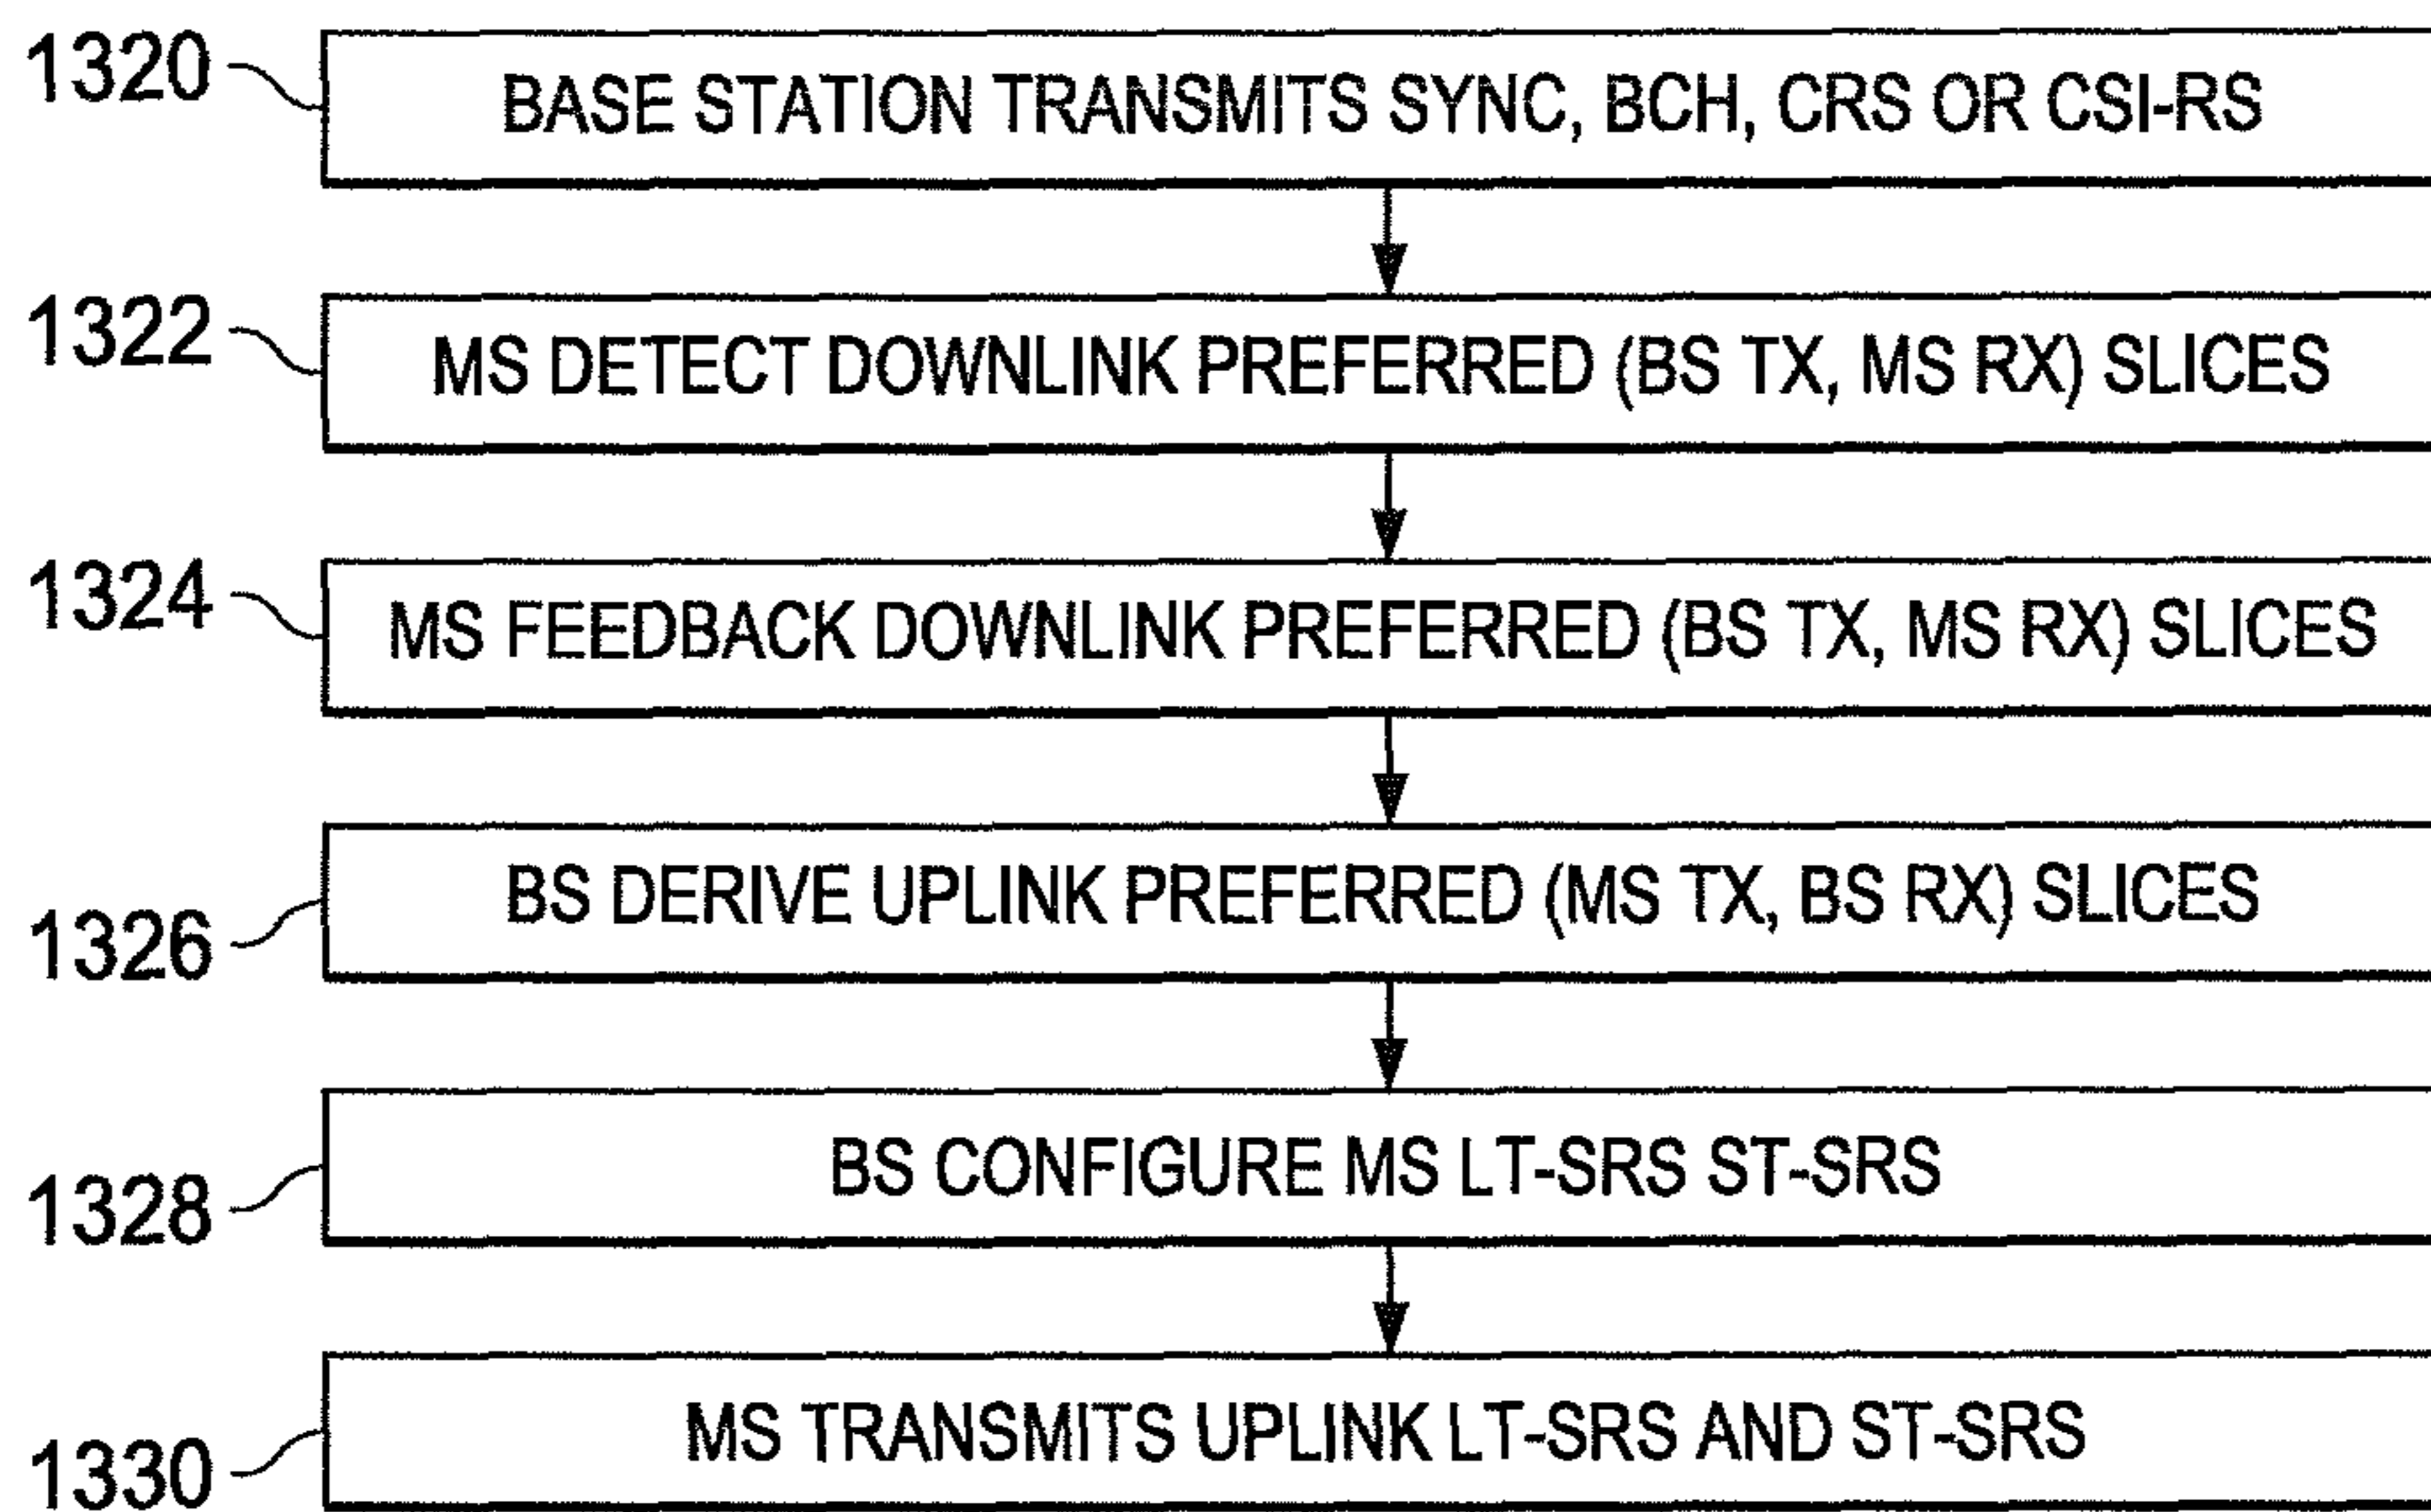 1320 BASE STATION TRANSMITS SYNC, BCH, CRS OR CSI-RS
1322 MS DETECT DOWNLINK PREFERRED (BS TX, MS RX) SLICES
1324 MS FEEDBACK DOWNLINK PREFERRED (BS TX, MS RX) SLICES
1326 BS DERIVE UPLINK PREFERRED (MS TX, BS RX) SLICES
1328 BS CONFIGURE MS LT-SRS ST-SRS
1330 MS TRANSMITS UPLINK LT-SRS AND ST-SRS